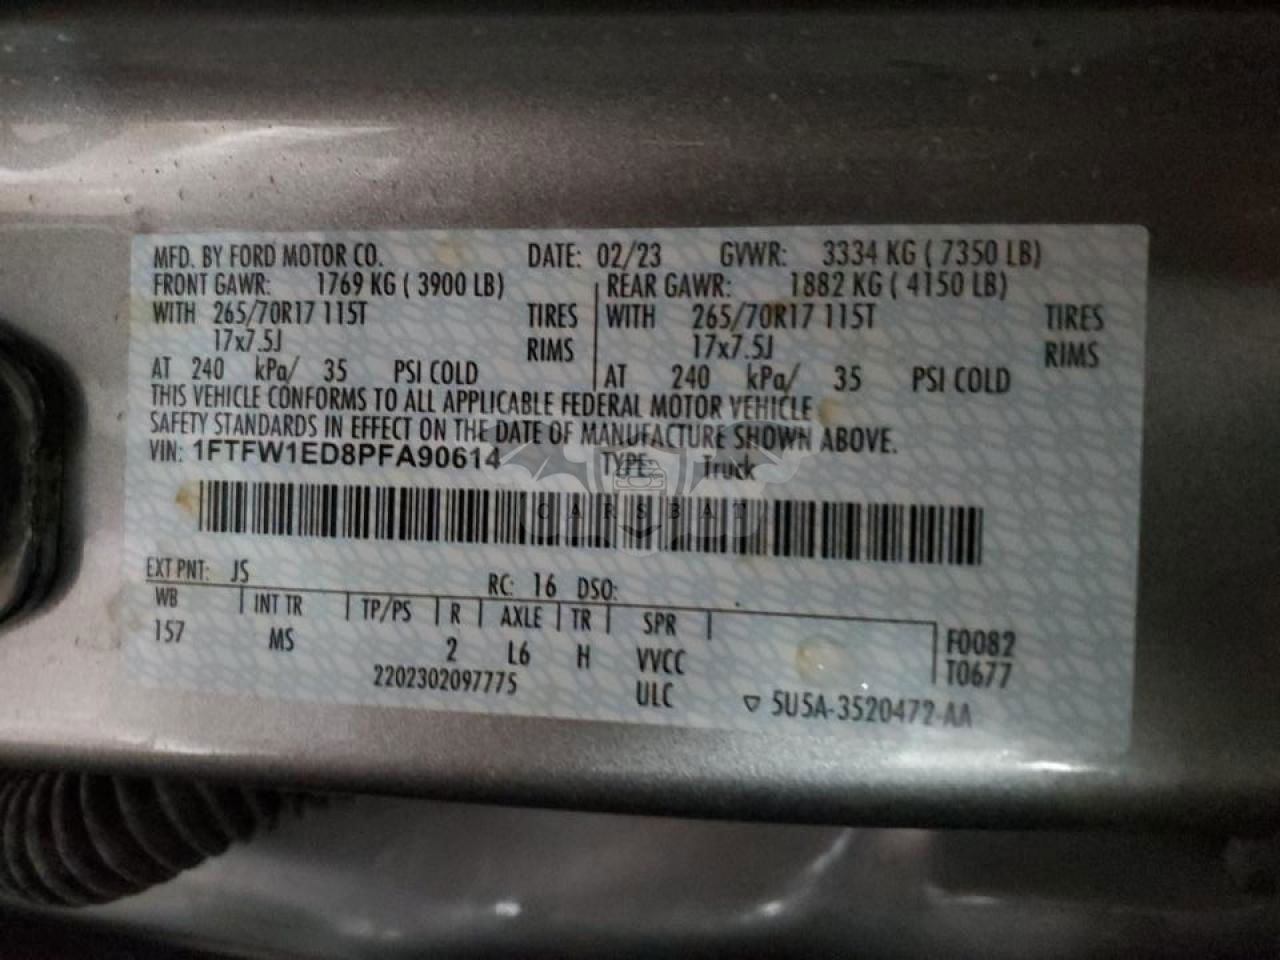 MFD. BY FORD MOTOR CO. DATE: 02/23 GVWR: 3334 KG ( 7350 LB)
FRONT GAWR: 1769 KG ( 3900 LB) REAR GAWR: 1882 KG ( 4150 LB)
WITH 265/70R17 115T TIRES WITH 265/70R17 115T TIRES
17x7.5J RIMS 17x7.5J RIMS
AT 240 kPa/ 35 PSI COLD AT 240 kPa/ 35 PSI COLD
THIS VEHICLE CONFORMS TO ALL APPLICABLE FEDERAL MOTOR VEHICLE
SAFETY STANDARDS IN EFFECT ON THE DATE OF MANUFACTURE SHOWN ABOVE.
VIN: 1FTFW1ED8PFA90614 TYPE: Truck
CARSBAT
EXT PNT: JS RC: 16 DSO:
WB INT TR TP/PS R AXLE TR SPR F0082
157 MS 2 L6 H VVCC T0677
2202302097775 ULC ▽ 5U5A-3520472-AA